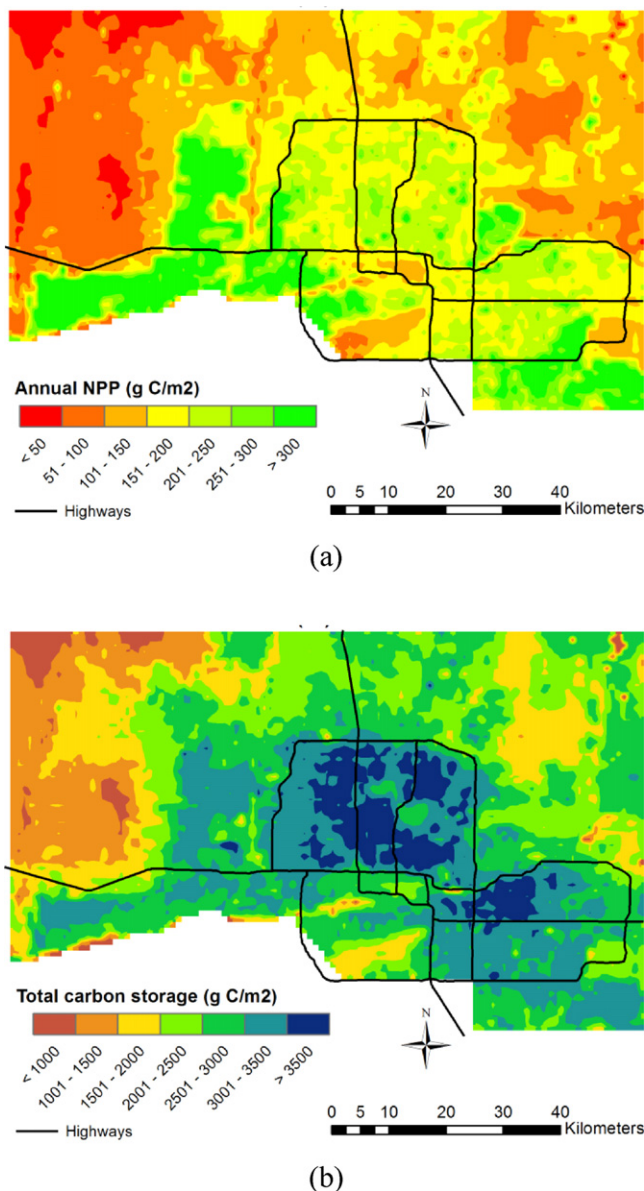 Annual NPP (g C/m2)
< 50
51 - 100
101 - 150
151 - 200
201 - 250
251 - 300
> 300
Highways
N
0 5 10 20 30 40
Kilometers
(a)
Total carbon storage (g C/m2)
< 1000
1001 - 1500
1501 - 2000
2001 - 2500
2501 - 3000
3001 - 3500
> 3500
Highways
N
0 5 10 20 30 40
Kilometers
(b)